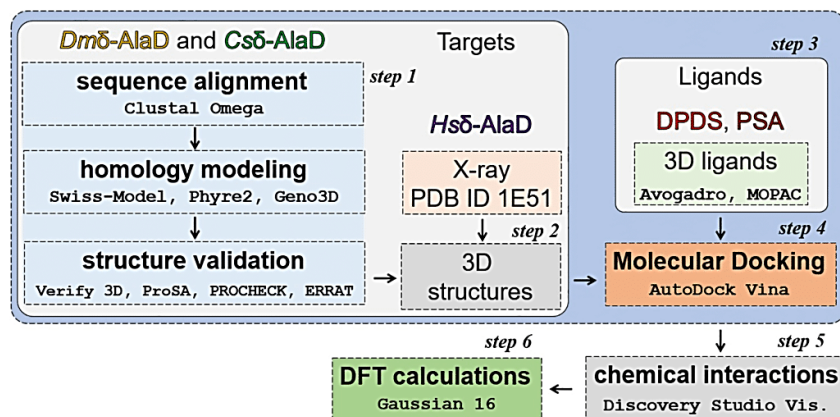 Dmδ-AlaD and Csδ-AlaD
Targets
step 1
sequence alignment
Clustal Omega
homology modeling
Swiss-Model, Phyre2, Geno3D
structure validation
Verify 3D, ProSA, PROCHECK, ERRAT
Hsδ-AlaD
X-ray
PDB ID 1E51
step 2
3D
structures
step 3
Ligands
DPDS, PSA
3D ligands
Avogadro, MOPAC
step 4
Molecular Docking
AutoDock Vina
step 5
chemical interactions
Discovery Studio Vis.
step 6
DFT calculations
Gaussian 16